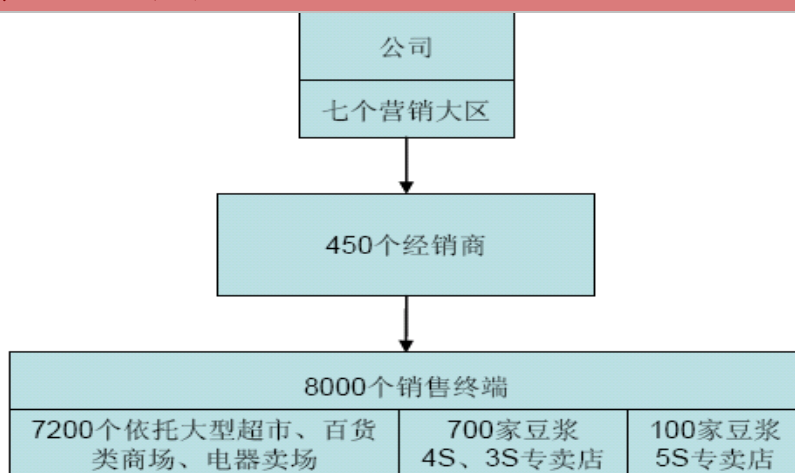 公司
七个营销大区
450个经销商
8000个销售终端
7200个依托大型超市、百货
类商场、电器卖场
700家豆浆
4S、3S专卖店
100家豆浆
5S专卖店